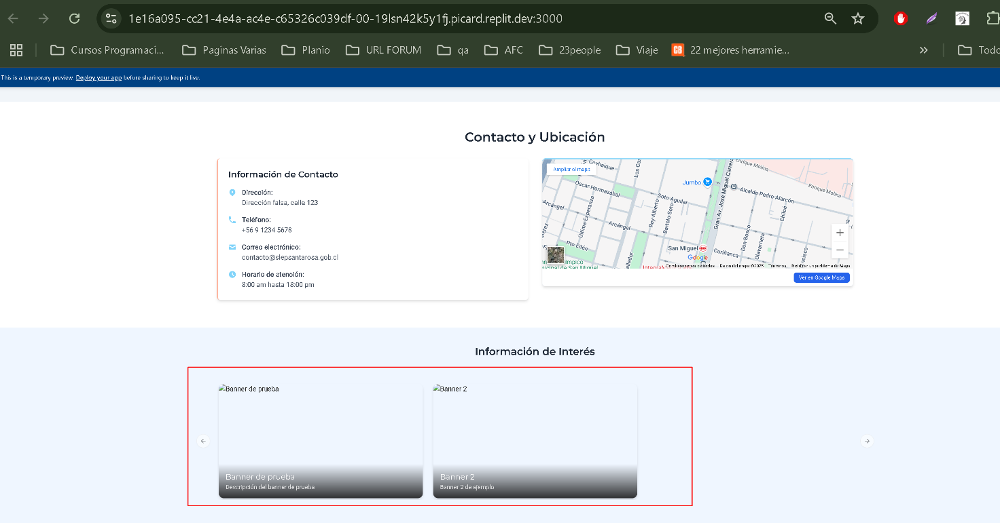 1e16a095-cc21-4e4a-ac4e-c65326c039df-00-19lsn42k5y1fj.picard.replit.dev:3000
Cursos Programaci... Paginas Varias Planio URL FORUM qa AFC 23people Viaje CB 22 mejores herramie... » Todo
This is a temporary preview. Deploy your app before sharing to keep it live.
Contacto y Ubicación
Información de Contacto
Dirección:
Dirección falsa, calle 123
Teléfono:
+56 9 1234 5678
Correo electrónico:
contacto@slepsantarosa.gob.cl
Horario de atención:
8:00 am hasta 18:00 pm
Ampliar el mapa
Coyhaique
Los Cas
Enrique Molina
Jumbo
Oscar Hormazábal
Soto Aguilar
Gran Av. José Miguel Carrera
Alcalde Pedro Alarcón
Enrique Molina
Arcángel
Última Esperanza
Rey Alberto
Bartolo Soto
Chiloé
Arcángel
Don Bosco
Olavarrieta
Pto Edén
San Miguel
Curiñanca
Google
Combinaciones de teclas Datos del mapa ©2025 Términos Notificar un problema de Maps
nicipal de San Miguel
Integra
Ver en Google Maps
Información de Interés
Banner de prueba
Banner 2
Banner de prueba
Descripción del banner de prueba
Banner 2
Banner 2 de ejemplo